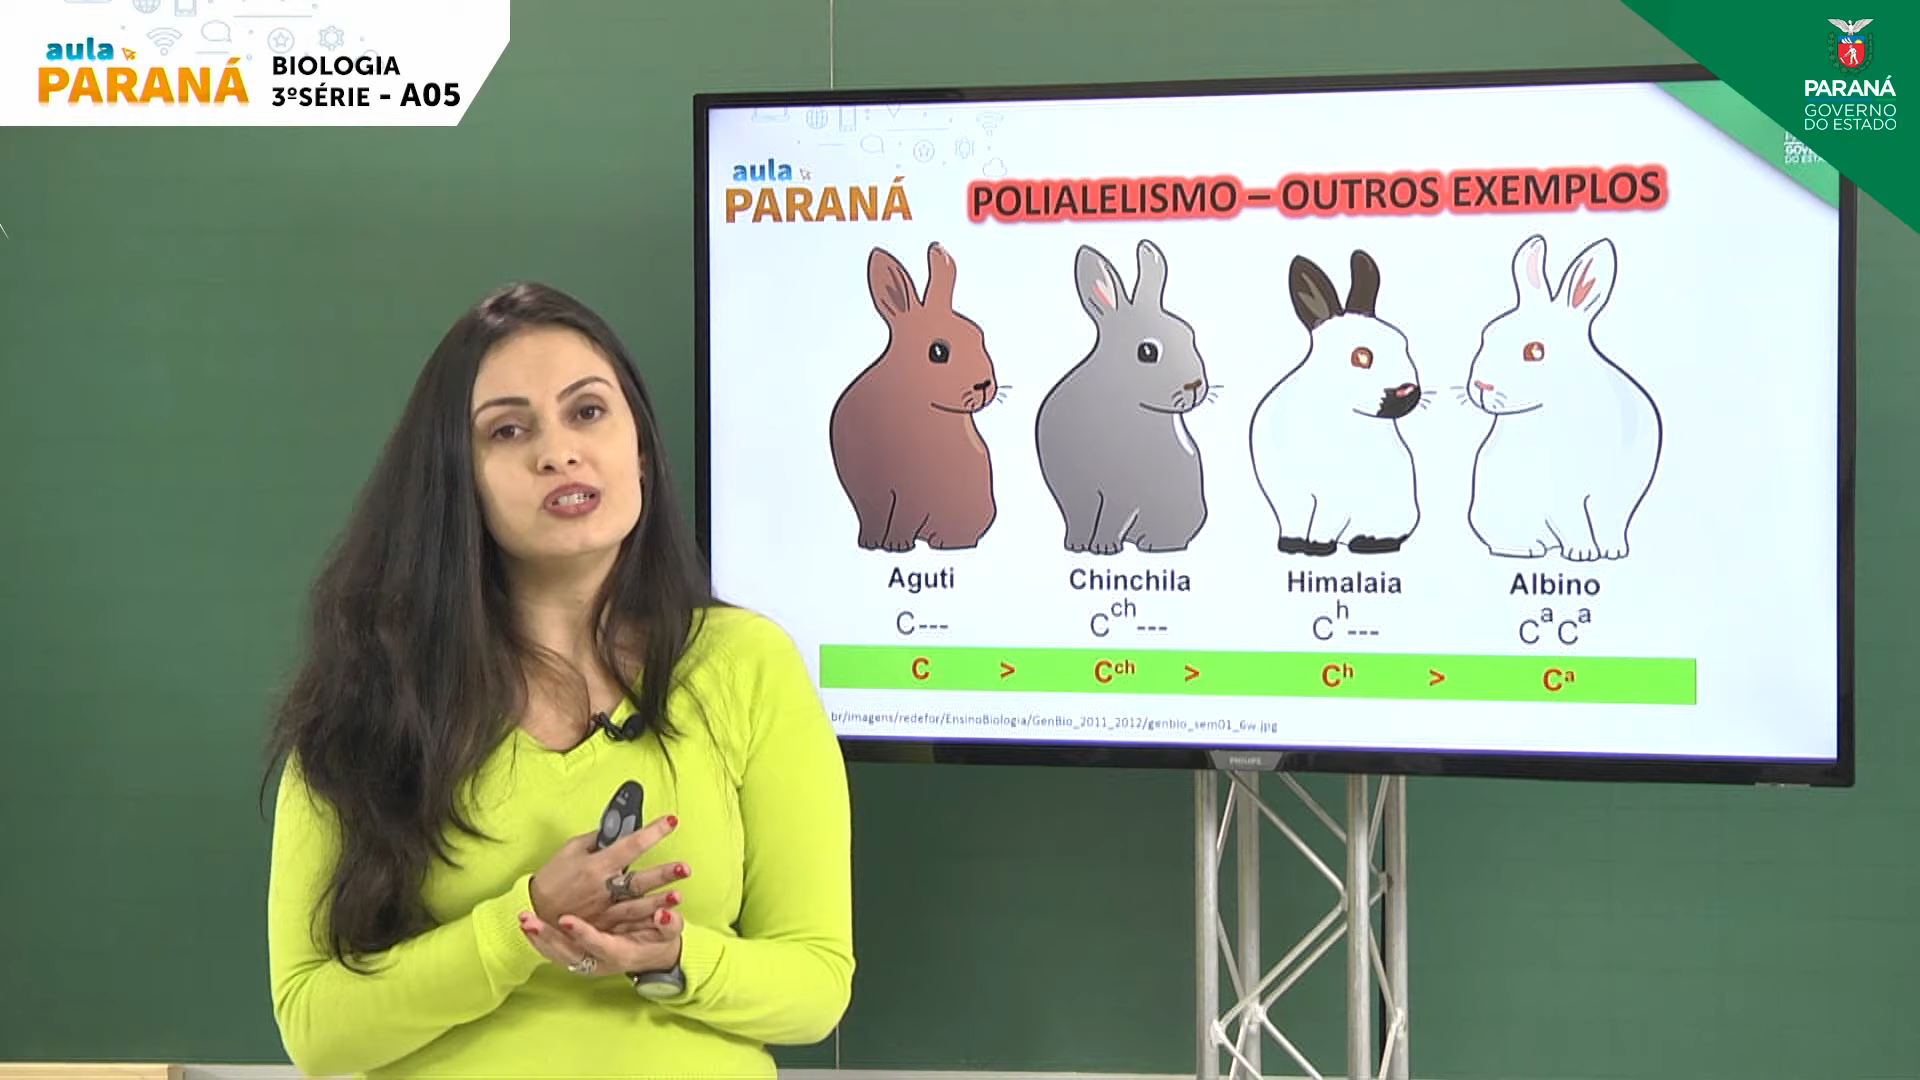 aula
PARANÁ
BIOLOGIA
3ºSÉRIE - A05
PARANÁ
GOVERNO
DO ESTADO
aula
PARANÁ
POLIALELISMO – OUTROS EXEMPLOS
Aguti Chinchila Himalaia Albino
C--- Cᶜʰ--- Cʰ--- CᵃCᵃ
C > Cᶜʰ > Cʰ > Cᵃ
br/imagens/redefor/EnsinoBiologia/GenBio_2011_2012/genbio_sem01_6w.jpg
PHILIPS